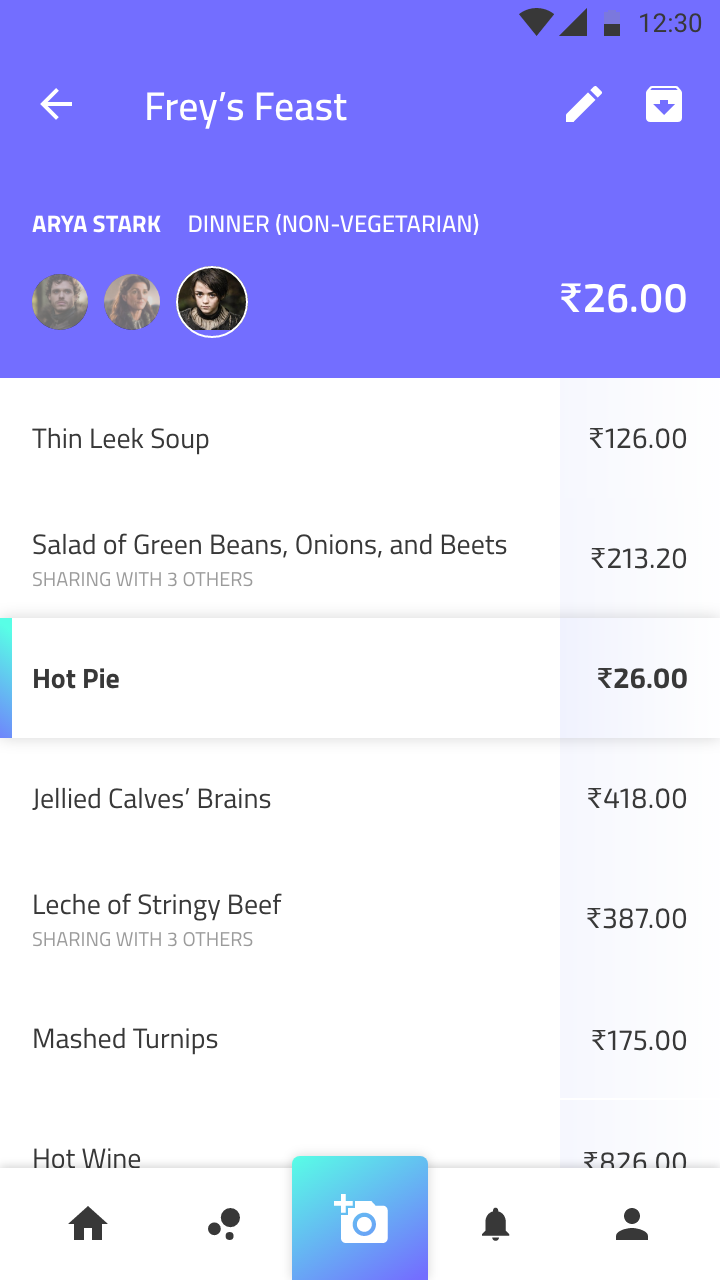 12:30
Frey’s Feast
ARYA STARK DINNER (NON-VEGETARIAN)
₹26.00
Thin Leek Soup ₹126.00
Salad of Green Beans, Onions, and Beets
SHARING WITH 3 OTHERS ₹213.20
Hot Pie ₹26.00
Jellied Calves’ Brains ₹418.00
Leche of Stringy Beef
SHARING WITH 3 OTHERS ₹387.00
Mashed Turnips ₹175.00
Hot Wine ₹826.00